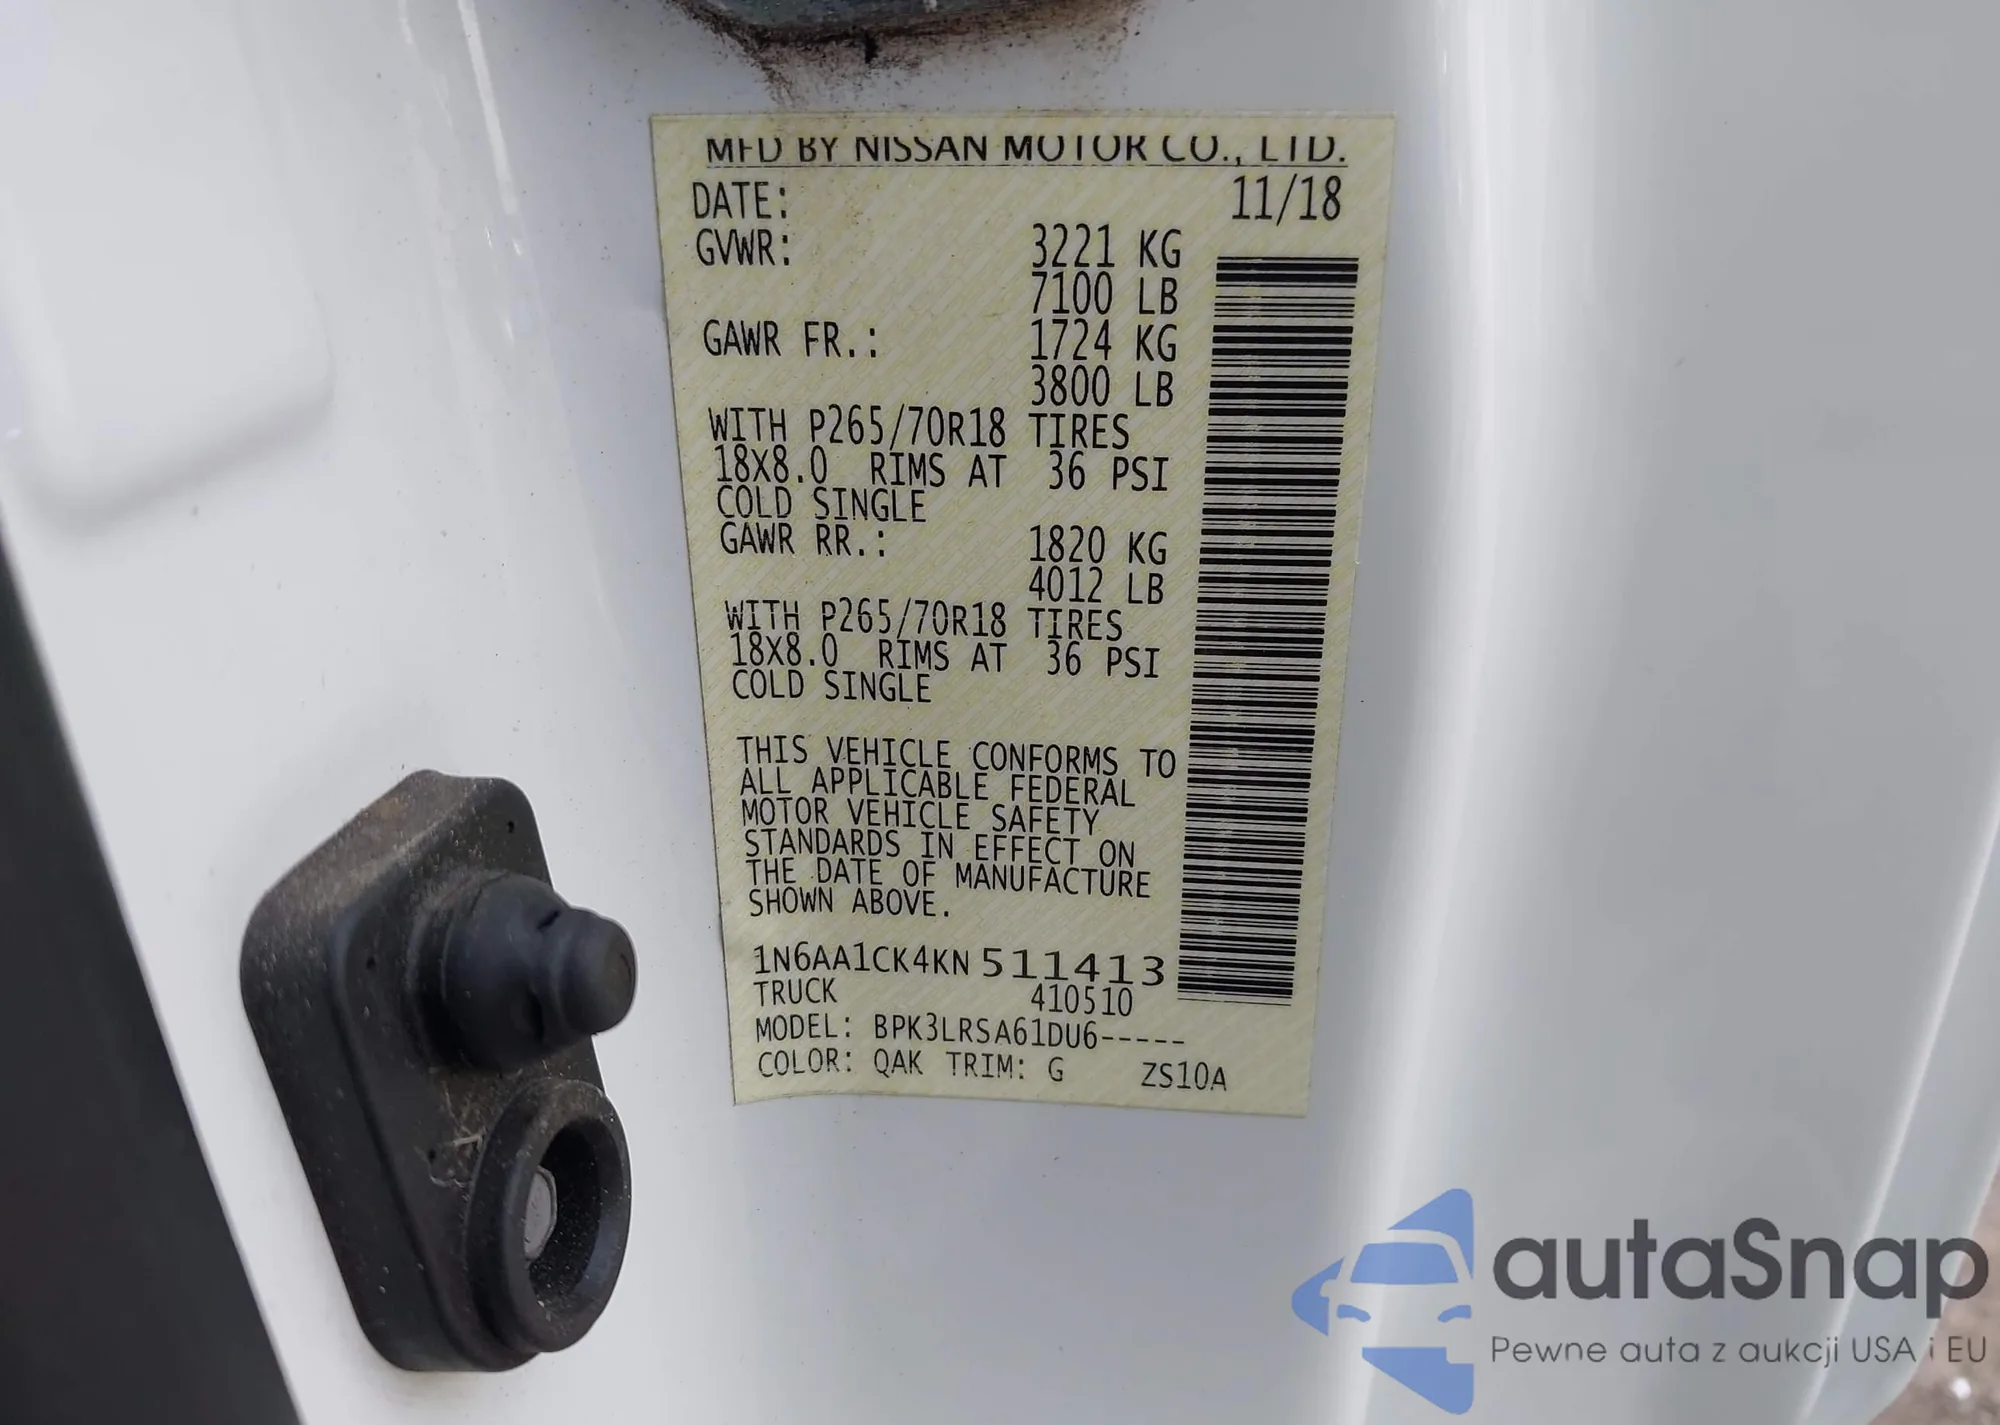 MFD BY NISSAN MOTOR CO., LTD.
DATE: 11/18
GVWR: 3221 KG
7100 LB
GAWR FR.: 1724 KG
3800 LB
WITH P265/70R18 TIRES
18X8.0 RIMS AT 36 PSI
COLD SINGLE
GAWR RR.: 1820 KG
4012 LB
WITH P265/70R18 TIRES
18X8.0 RIMS AT 36 PSI
COLD SINGLE
THIS VEHICLE CONFORMS TO
ALL APPLICABLE FEDERAL
MOTOR VEHICLE SAFETY
STANDARDS IN EFFECT ON
THE DATE OF MANUFACTURE
SHOWN ABOVE.
1N6AA1CK4KN511413
TRUCK 410510
MODEL: BPK3LRSA61DU6-----
COLOR: QAK TRIM: G ZS10A
autaSnap
Pewne auta z aukcji USA i EU